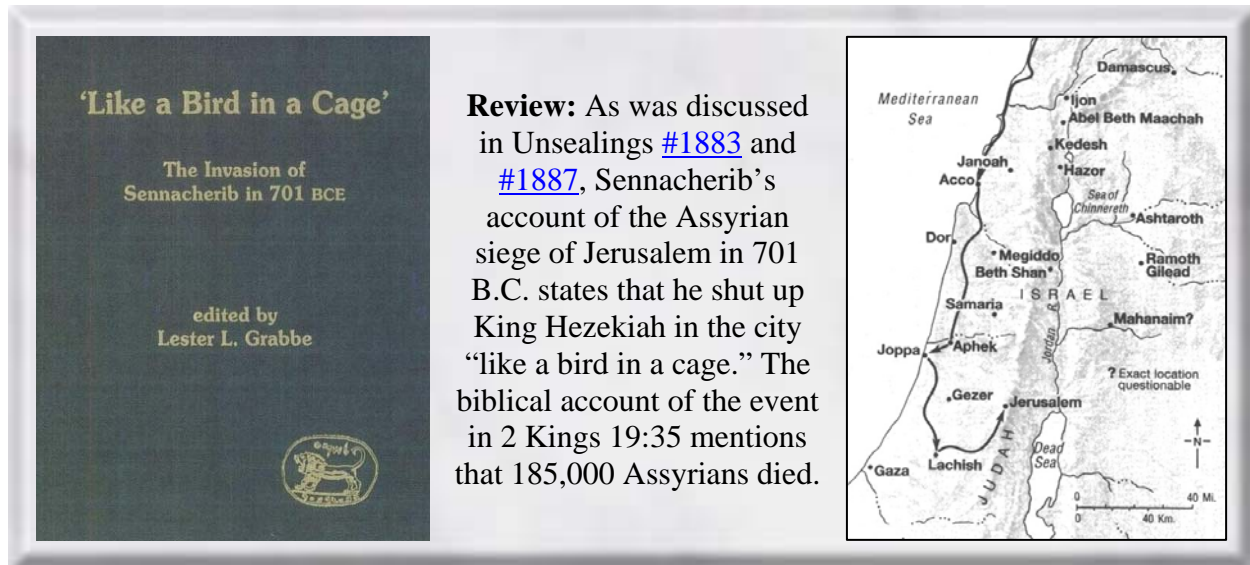 ‘Like a Bird in a Cage’
The Invasion of
Sennacherib in 701 BCE
edited by
Lester L. Grabbe
Review: As was discussed
in Unsealings #1883 and
#1887, Sennacherib’s
account of the Assyrian
siege of Jerusalem in 701
B.C. states that he shut up
King Hezekiah in the city
“like a bird in a cage.” The
biblical account of the event
in 2 Kings 19:35 mentions
that 185,000 Assyrians died.
Damascus
Mediterranean
Sea
Ijon
Abel Beth Maachah
Kedesh
Janoah
Hazor
Acco
Sea of
Chinnereth
Ashtaroth
Dor
Megiddo
Ramoth
Gilead
Beth Shan
ISRAEL
Samaria
Jordan R.
Mahanaim?
Joppa
Aphek
? Exact location
questionable
Gezer
Jerusalem
-N-
Lachish
JUDAH
Dead
Sea
Gaza
0 40 Mi.
0 40 Km.